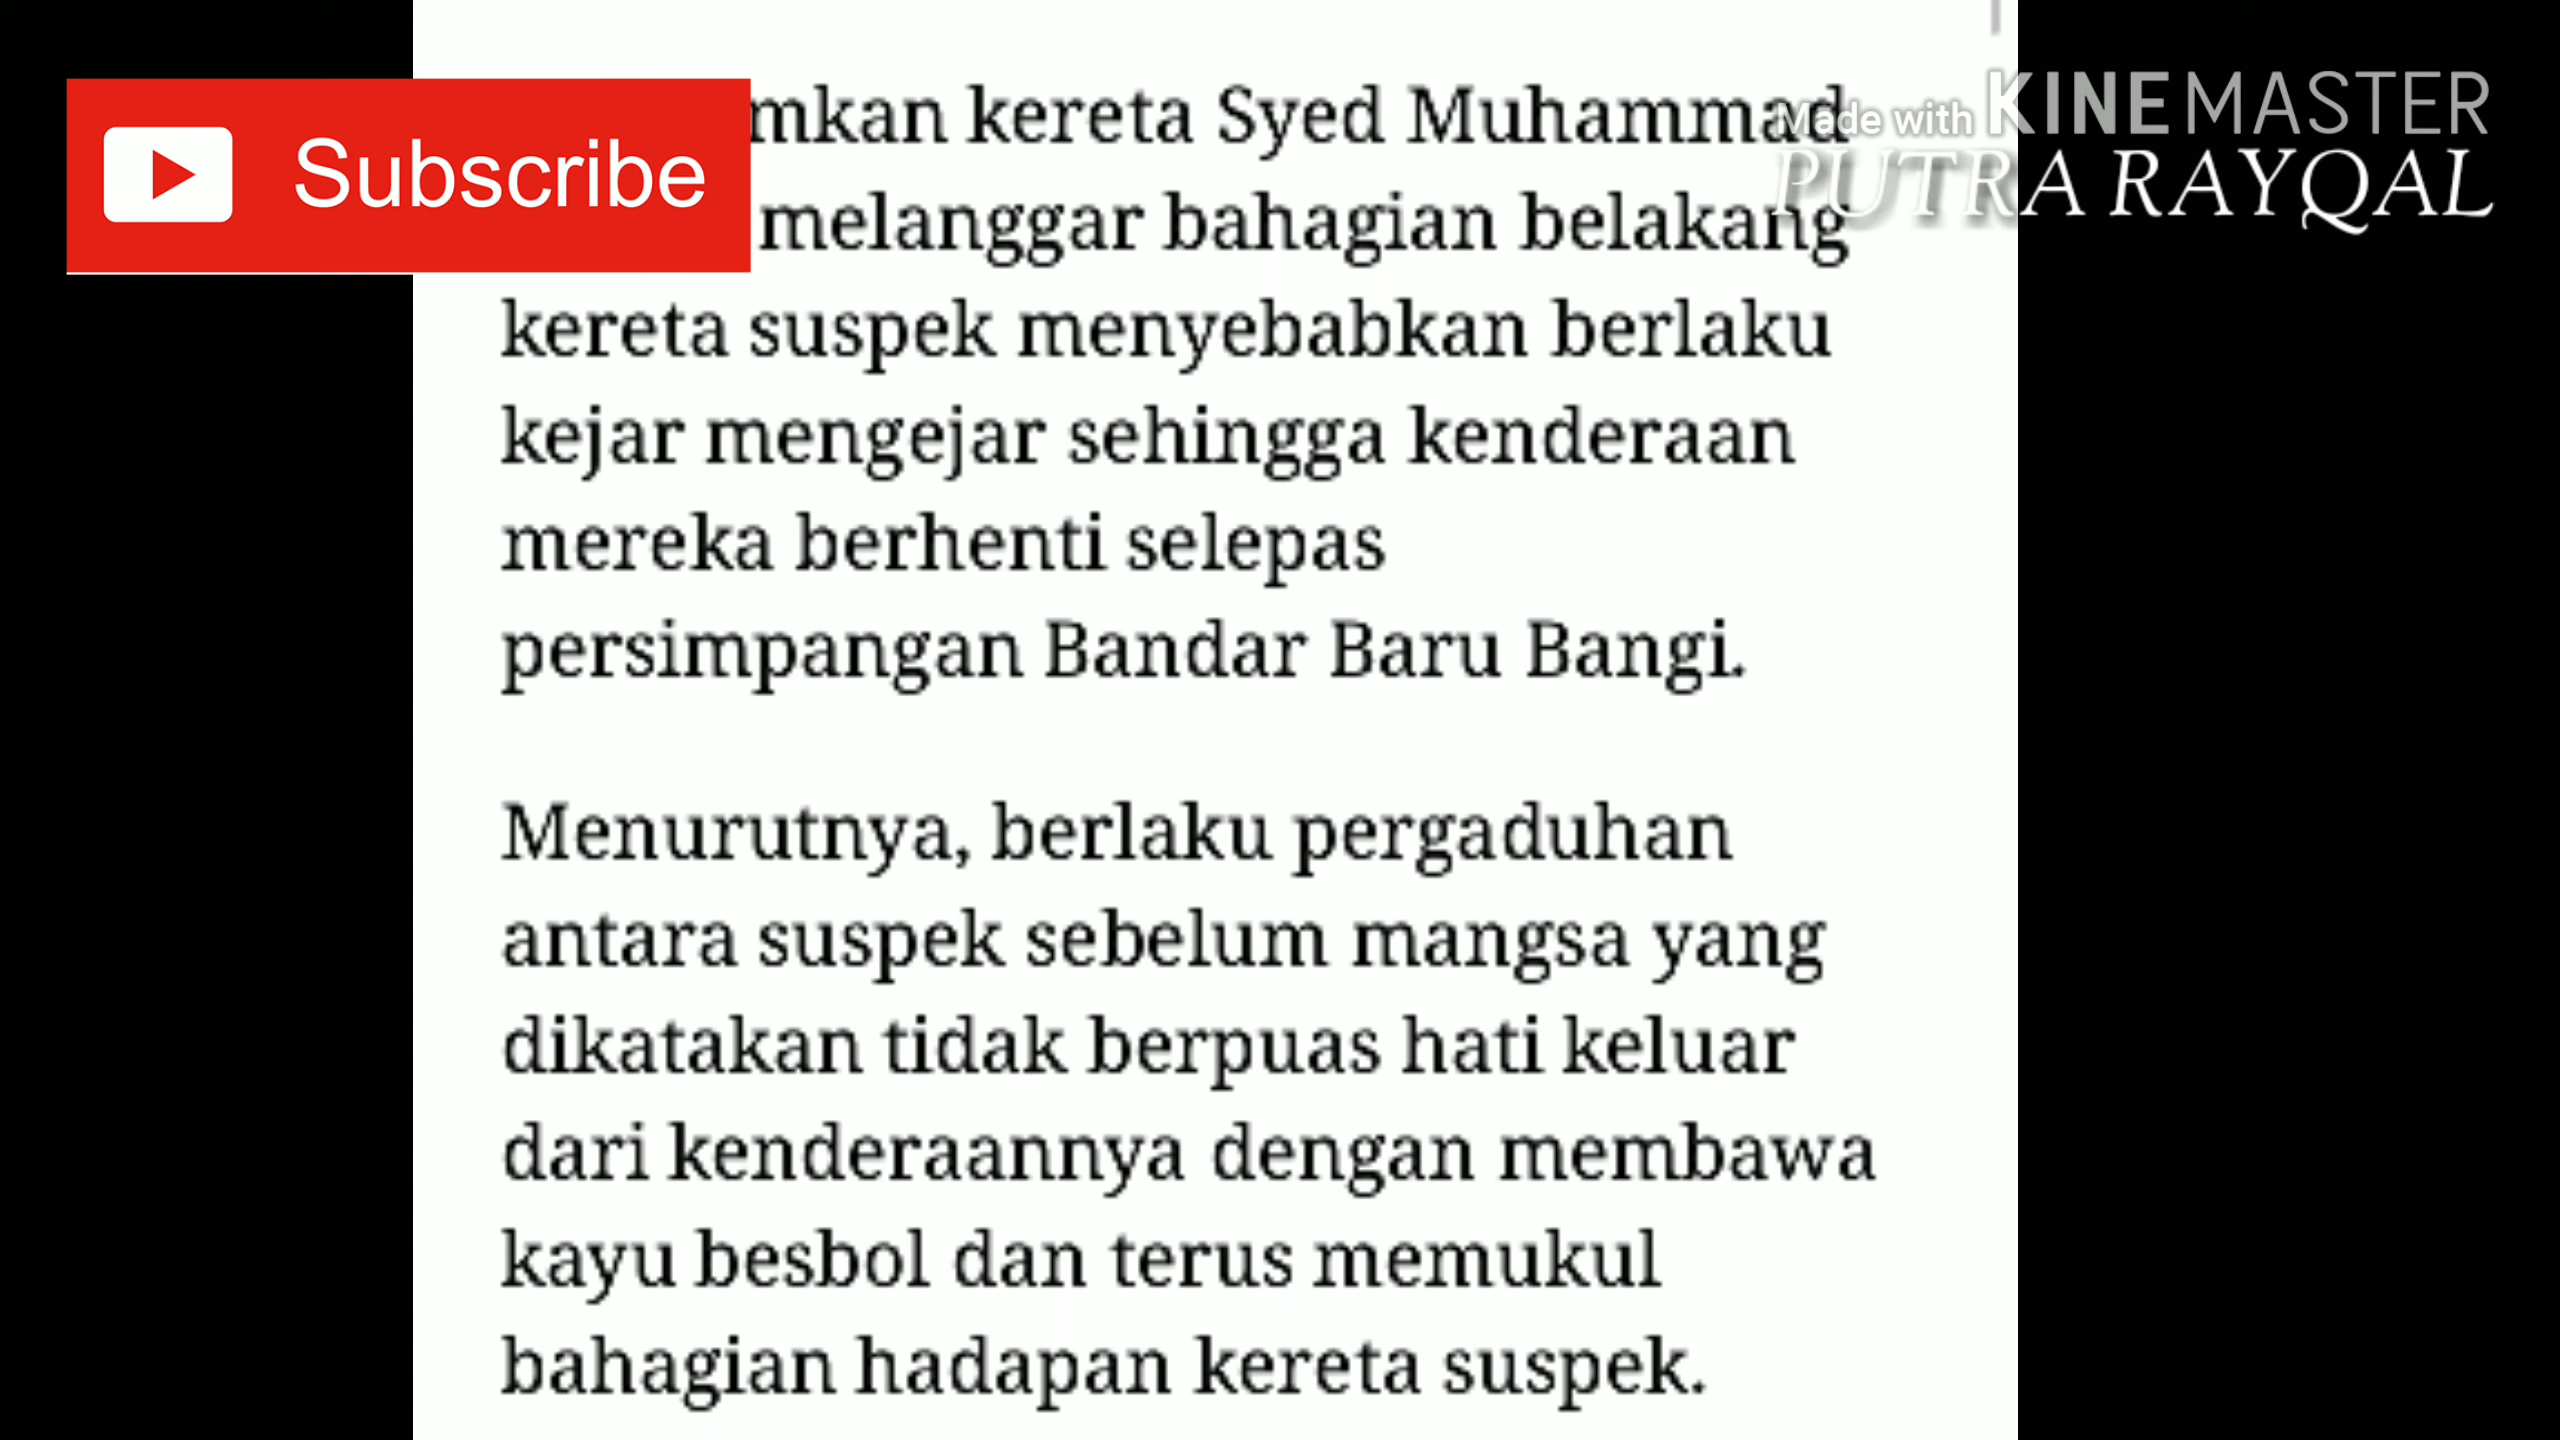 mkan kereta Syed Muhammad
melanggar bahagian belakang
kereta suspek menyebabkan berlaku
kejar mengejar sehingga kenderaan
mereka berhenti selepas
persimpangan Bandar Baru Bangi.
Menurutnya, berlaku pergaduhan
antara suspek sebelum mangsa yang
dikatakan tidak berpuas hati keluar
dari kenderaannya dengan membawa
kayu besbol dan terus memukul
bahagian hadapan kereta suspek.
Subscribe
Made with KINEMASTER
PUTRA RAYQAL